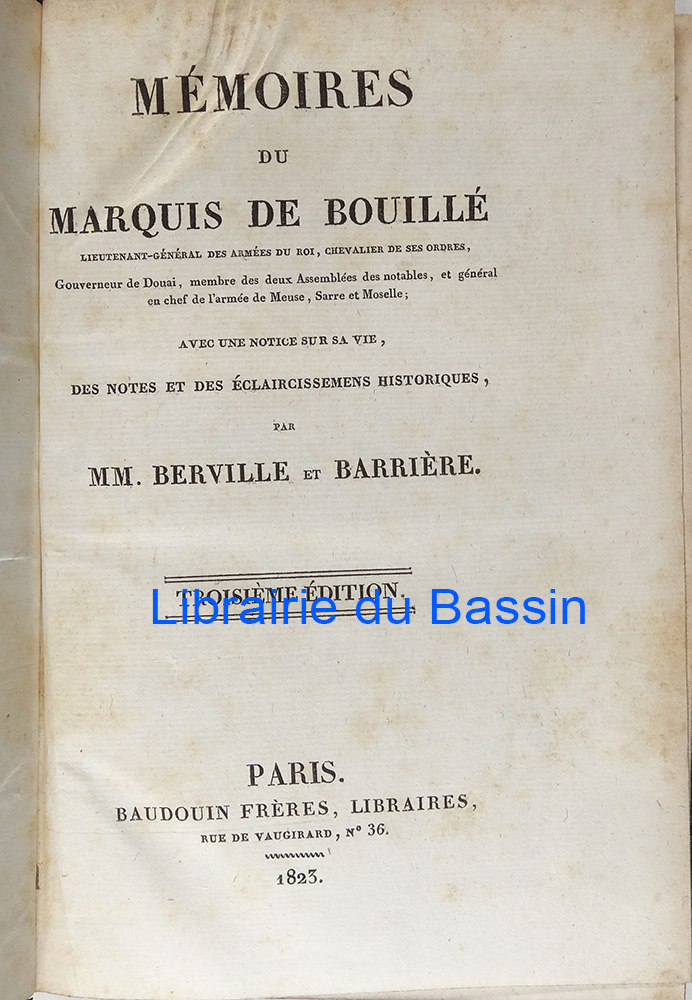 MÉMOIRES
DU
MARQUIS DE BOUILLÉ
LIEUTENANT-GÉNÉRAL DES ARMÉES DU ROI, CHEVALIER DE SES ORDRES,
Gouverneur de Douai, membre des deux Assemblées des notables, et général
en chef de l'armée de Meuse, Sarre et Moselle;
AVEC UNE NOTICE SUR SA VIE,
DES NOTES ET DES ÉCLAIRCISSEMENS HISTORIQUES,
PAR
MM. BERVILLE ET BARRIÈRE.
TROISIÈME ÉDITION.
Librairie du Bassin
PARIS.
BAUDOUIN FRÈRES, LIBRAIRES,
RUE DE VAUGIRARD, Nº 36.
1823.